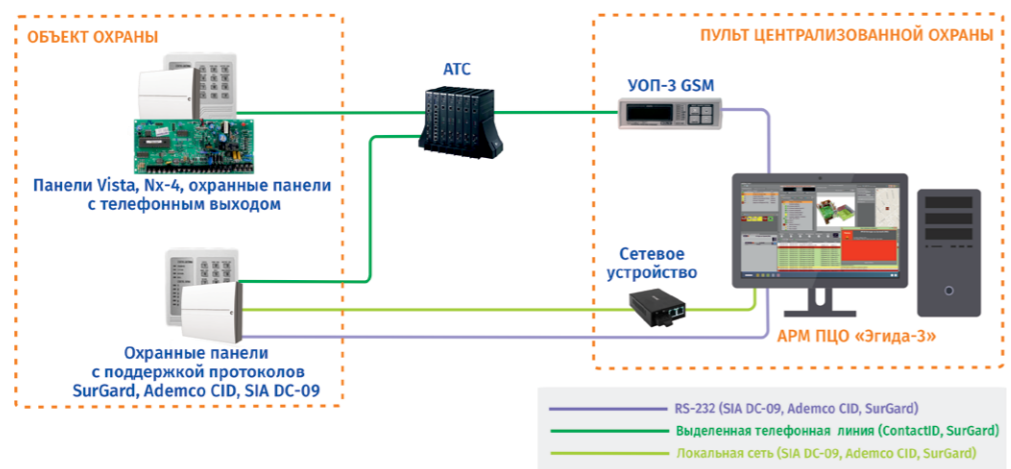 ОБЪЕКТ ОХРАНЫ
ПУЛЬТ ЦЕНТРАЛИЗОВАННОЙ ОХРАНЫ
АТС
УОП-3 GSM
Панели Vista, Nx-4, охранные панели
с телефонным выходом
Сетевое
устройство
АРМ ПЦО «Эгида-3»
Охранные панели
с поддержкой протоколов
SurGard, Ademco CID, SIA DC-09
RS-232 (SIA DC-09, Ademco CID, SurGard)
Выделенная телефонная линия (ContactID, SurGard)
Локальная сеть (SIA DC-09, Ademco CID, SurGard)